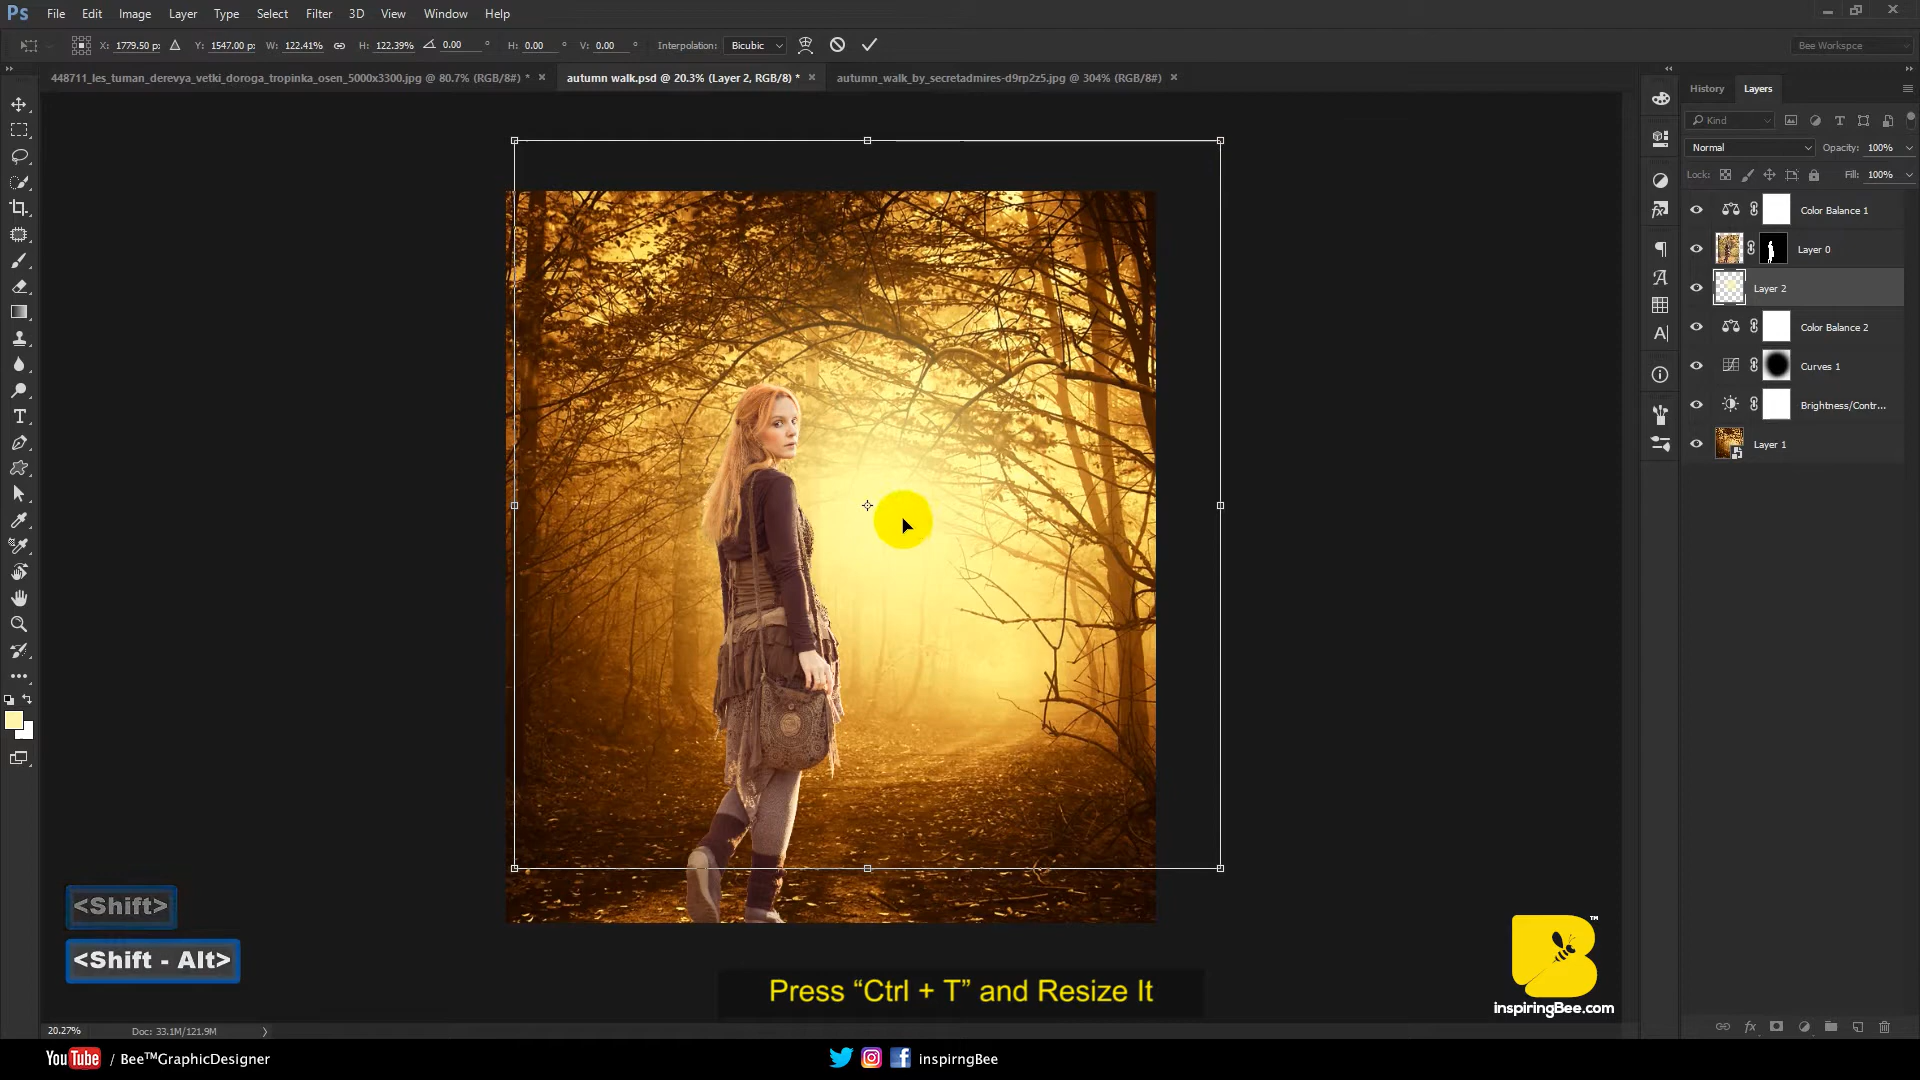 Ps File Edit Image Layer Type Select Filter 3D View Window Help
X: 1779.50 p: Y: 1547.00 p: W: 122.41% H: 122.39% 0.00 ° H: 0.00 ° V: 0.00 ° Interpolation: Bicubic Bee Workspce
448711_les_tuman_derevya_vetki_doroga_tropinka_osen_5000x3300.jpg @ 80.7% (RGB/8#) * × autumn walk.psd @ 20.3% (Layer 2, RGB/8) * × autumn_walk_by_secretadmires-d9rp2z5.jpg @ 304% (RGB/8#) ×
History Layers
Kind
Normal Opacity: 100%
Lock: Fill: 100%
Color Balance 1
Layer 0
Layer 2
Color Balance 2
Curves 1
Brightness/Contr...
Layer 1
<Shift>
<Shift - Alt>
Press “Ctrl + T” and Resize It
B™
inspiringBee.com
20.27% Doc: 33.1M/121.9M
YouTube / Bee™GraphicDesigner inspirngBee